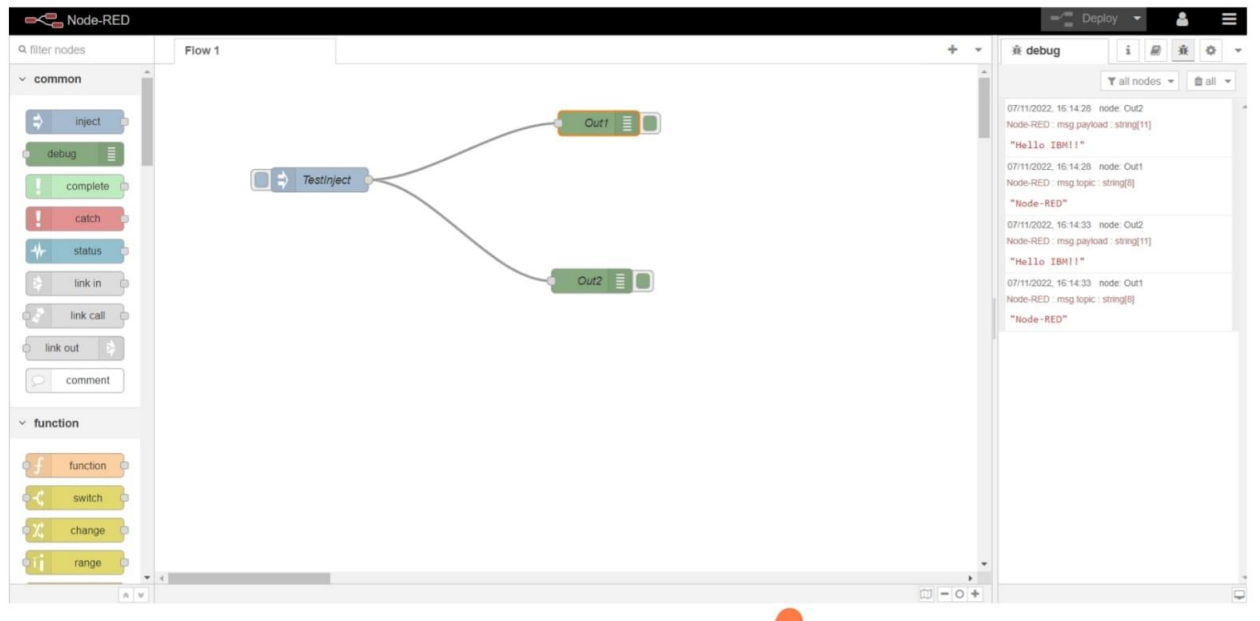 Node-RED
Deploy
filter nodes
Flow 1
debug
i
common
all nodes
all
inject
debug
complete
catch
status
link in
link call
link out
comment
function
function
switch
change
range
TestInject
Out1
Out2
07/11/2022, 16:14:28 node: Out2
Node-RED : msg.payload : string[11]
"Hello IBM!!"
07/11/2022, 16:14:28 node: Out1
Node-RED : msg.topic : string[8]
"Node-RED"
07/11/2022, 16:14:33 node: Out2
Node-RED : msg.payload : string[11]
"Hello IBM!!"
07/11/2022, 16:14:33 node: Out1
Node-RED : msg.topic : string[8]
"Node-RED"